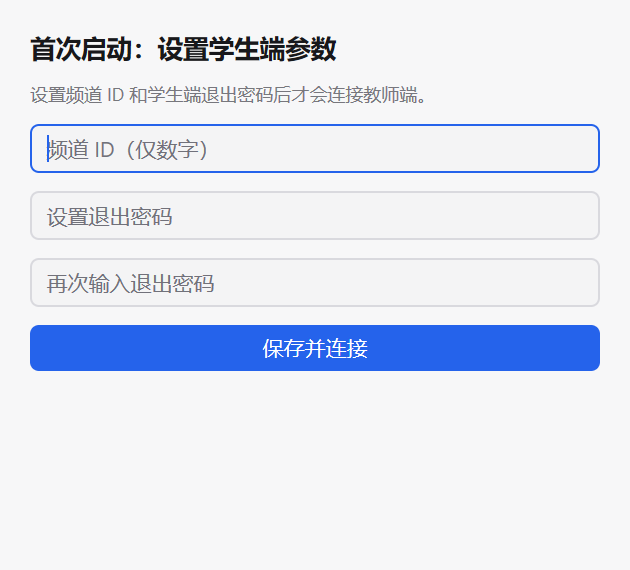 首次启动：设置学生端参数
设置频道 ID 和学生端退出密码后才会连接教师端。
频道 ID（仅数字）
设置退出密码
再次输入退出密码
保存并连接